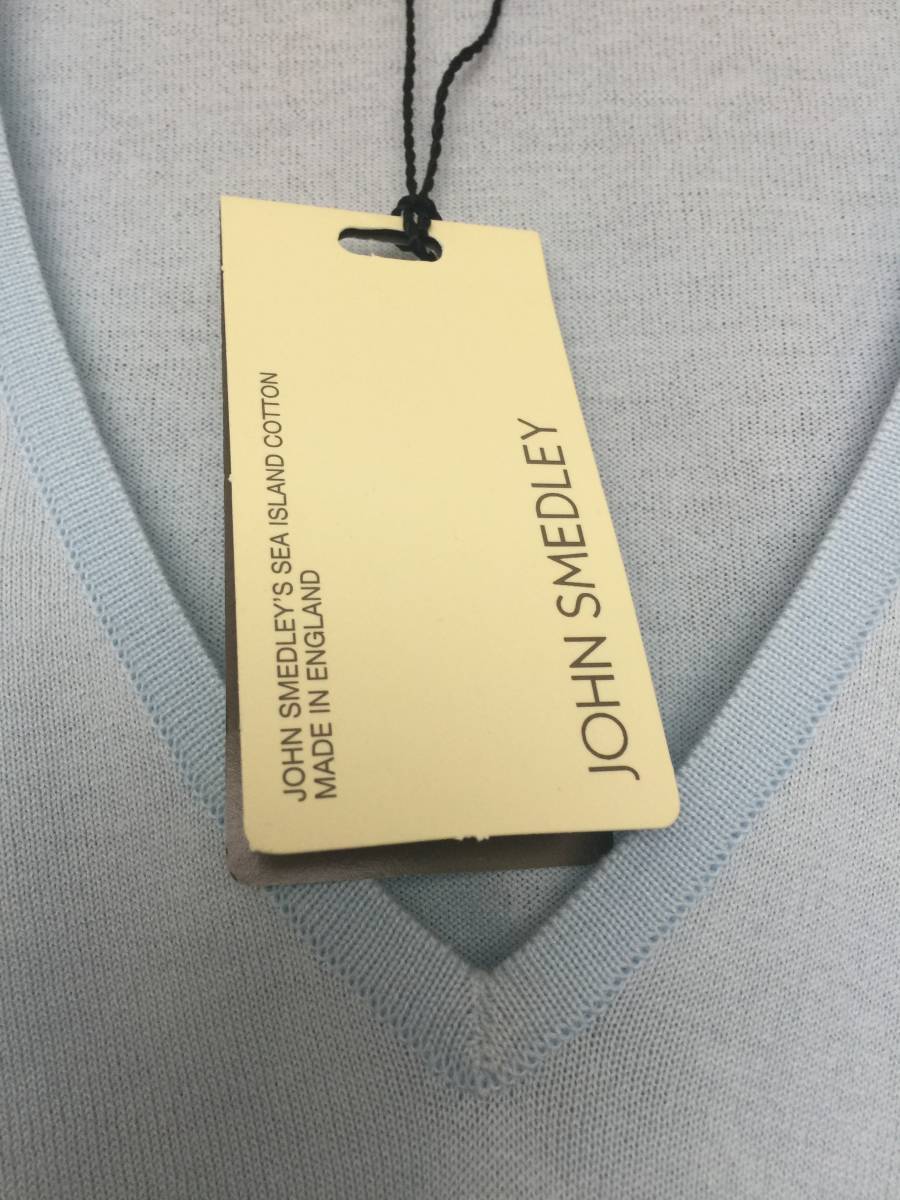 JOHN SMEDLEY'S SEA ISLAND COTTON
MADE IN ENGLAND
JOHN SMEDLEY